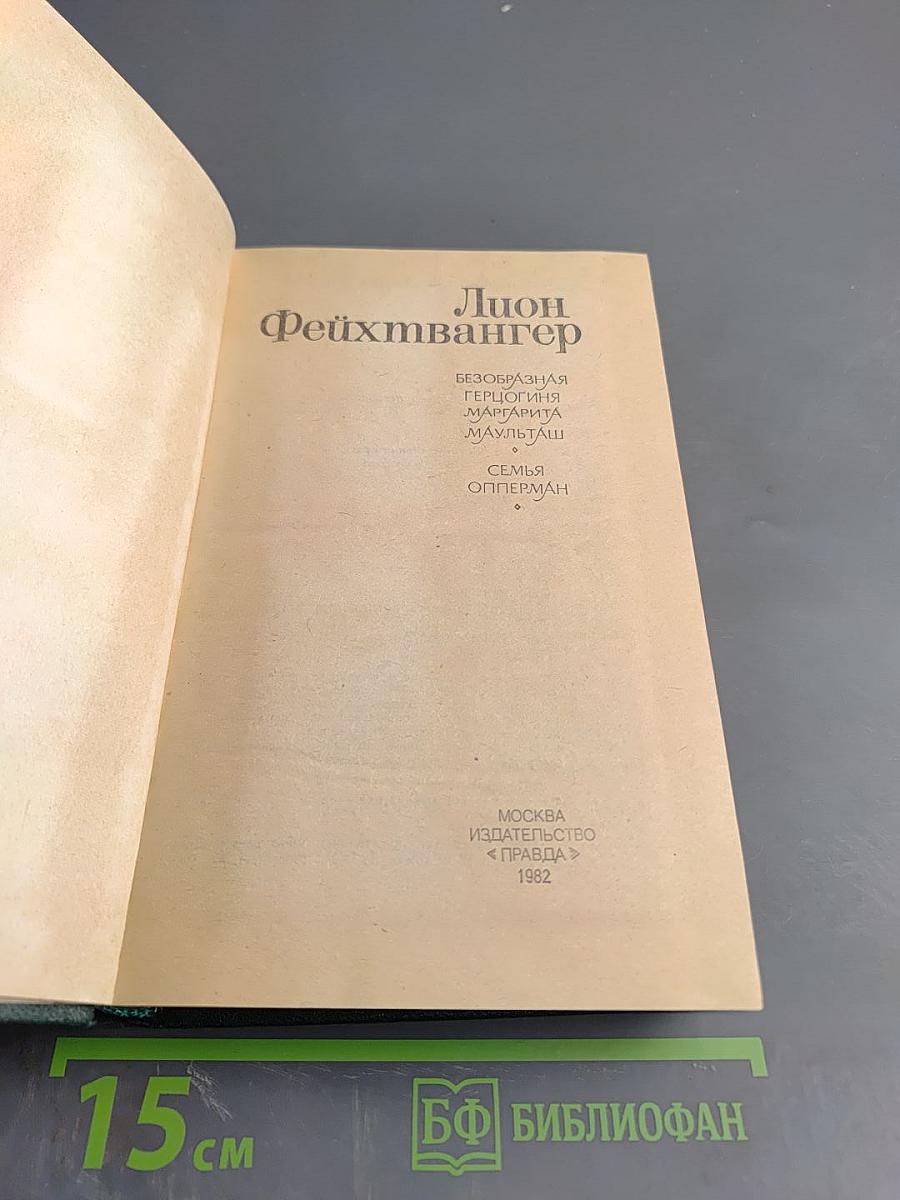 Лион
Фейхтвангер
БЕЗОБРАЗНАЯ
ГЕРЦОГИНЯ
МАРГАРИТА
МАУЛЬТАШ
СЕМЬЯ
ОППЕРМАН
МОСКВА
ИЗДАТЕЛЬСТВО
«ПРАВДА»
1982
15 см
БФ БИБЛИОФАН